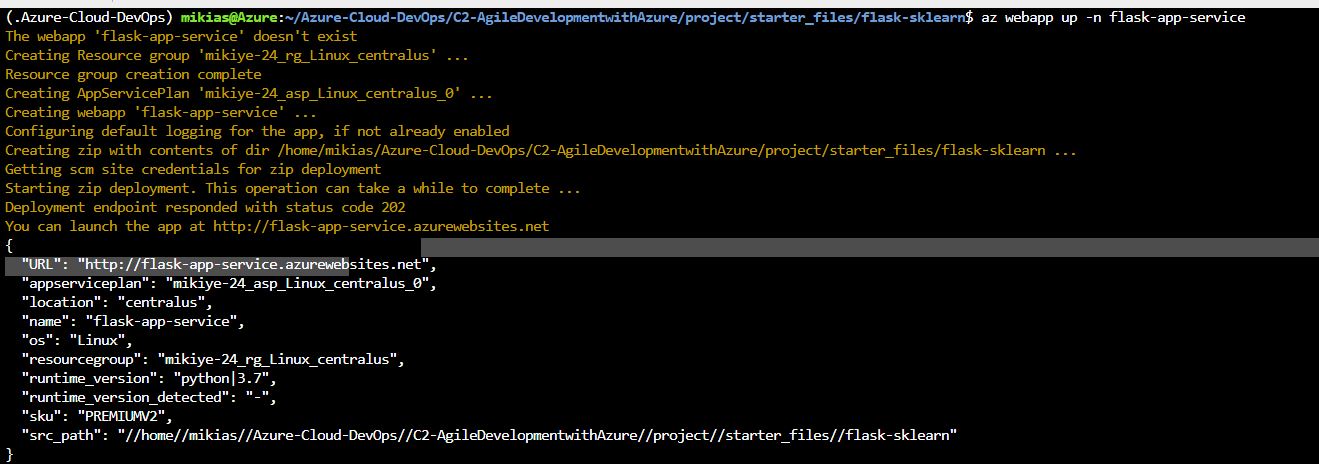 (.Azure-Cloud-DevOps) mikias@Azure:~/Azure-Cloud-DevOps/C2-AgileDevelopmentwithAzure/project/starter_files/flask-sklearn$ az webapp up -n flask-app-service
The webapp 'flask-app-service' doesn't exist
Creating Resource group 'mikiye-24_rg_Linux_centralus' ...
Resource group creation complete
Creating AppServicePlan 'mikiye-24_asp_Linux_centralus_0' ...
Creating webapp 'flask-app-service' ...
Configuring default logging for the app, if not already enabled
Creating zip with contents of dir /home/mikias/Azure-Cloud-DevOps/C2-AgileDevelopmentwithAzure/project/starter_files/flask-sklearn ...
Getting scm site credentials for zip deployment
Starting zip deployment. This operation can take a while to complete ...
Deployment endpoint responded with status code 202
You can launch the app at http://flask-app-service.azurewebsites.net
{
  "URL": "http://flask-app-service.azurewebsites.net",
  "appserviceplan": "mikiye-24_asp_Linux_centralus_0",
  "location": "centralus",
  "name": "flask-app-service",
  "os": "Linux",
  "resourcegroup": "mikiye-24_rg_Linux_centralus",
  "runtime_version": "python|3.7",
  "runtime_version_detected": "-",
  "sku": "PREMIUMV2",
  "src_path": "//home//mikias//Azure-Cloud-DevOps//C2-AgileDevelopmentwithAzure//project//starter_files//flask-sklearn"
}